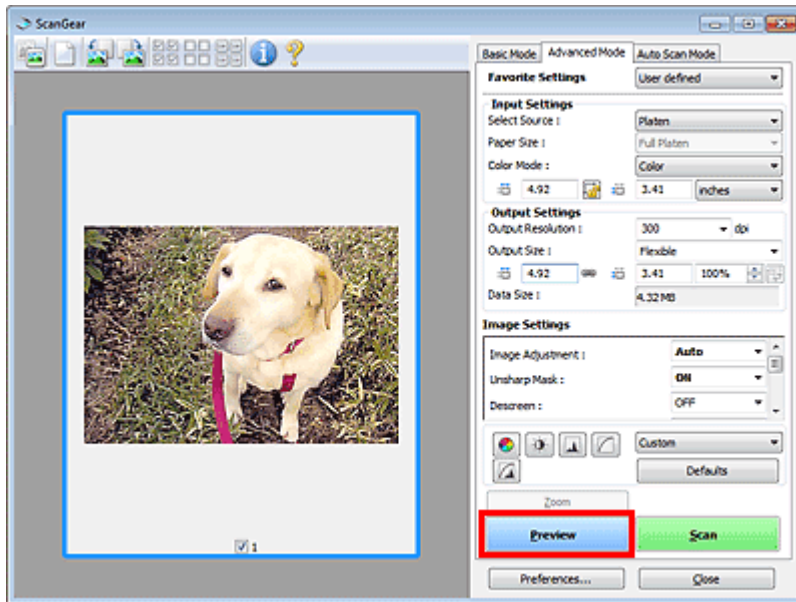 ScanGear
Basic Mode Advanced Mode Auto Scan Mode
Favorite Settings User defined
Input Settings
Select Source : Platen
Paper Size : Full Platen
Color Mode : Color
4.92 3.41 inches
Output Settings
Output Resolution : 300 dpi
Output Size : Flexible
4.92 3.41 100%
Data Size : 4.32 MB
Image Settings
Image Adjustment : Auto
Unsharp Mask : ON
Descreen : OFF
Custom
Defaults
Zoom
Preview Scan
1
Preferences... Close